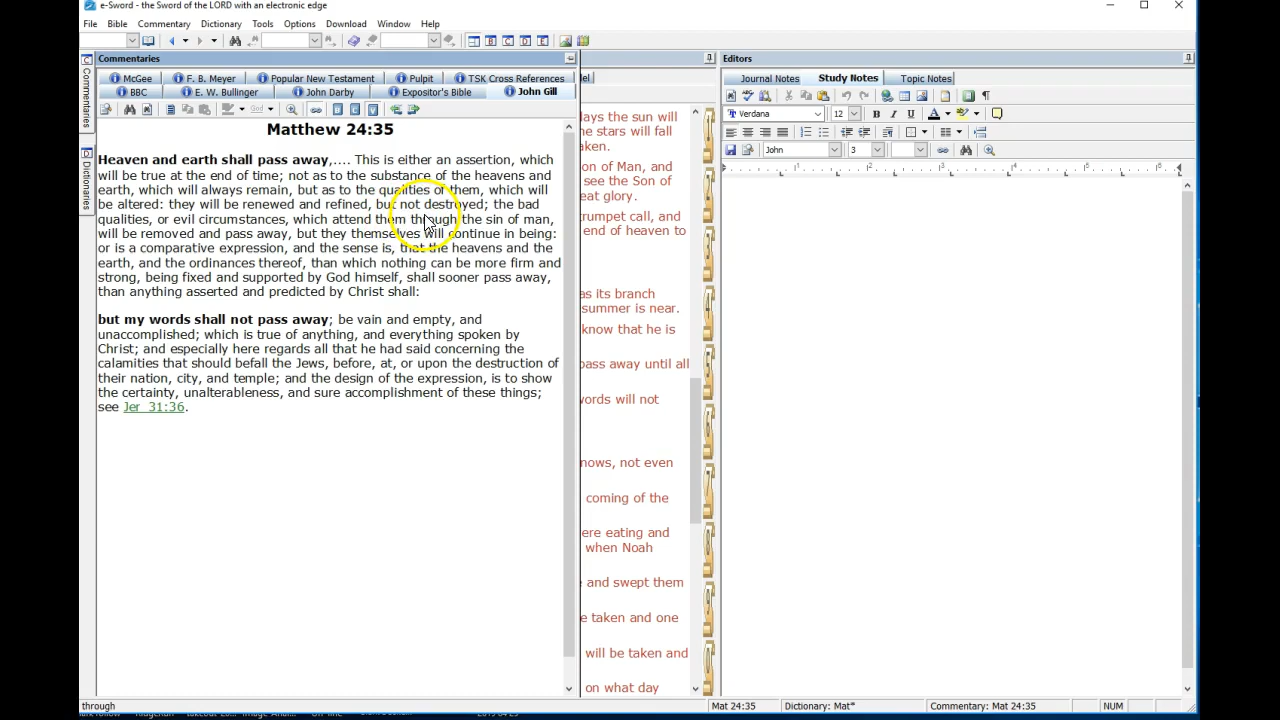 e-Sword - the Sword of the LORD with an electronic edge
File Bible Commentary Dictionary Tools Options Download Window Help
Commentaries
McGee F. B. Meyer Popular New Testament Pulpit TSK Cross References
BBC E. W. Bullinger John Darby Expositor's Bible John Gill
Commentaries
Dictionaries
Matthew 24:35
Heaven and earth shall pass away,.... This is either an assertion, which
will be true at the end of time; not as to the substance of the heavens and
earth, which will always remain, but as to the qualities of them, which will
be altered: they will be renewed and refined, but not destroyed; the bad
qualities, or evil circumstances, which attend them through the sin of man,
will be removed and pass away, but they themselves will continue in being:
or is a comparative expression, and the sense is, that the heavens and the
earth, and the ordinances thereof, than which nothing can be more firm and
strong, being fixed and supported by God himself, shall sooner pass away,
than anything asserted and predicted by Christ shall:
but my words shall not pass away; be vain and empty, and
unaccomplished; which is true of anything, and everything spoken by
Christ; and especially here regards all that he had said concerning the
calamities that should befall the Jews, before, at, or upon the destruction of
their nation, city, and temple; and the design of the expression, is to show
the certainty, unalterableness, and sure accomplishment of these things;
see Jer_31:36.
lays the sun will
he stars will fall
aken.
on of Man, and
see the Son of
eat glory.
trumpet call, and
end of heaven to
as its branch
summer is near.
know that he is
pass away until all
words will not
nows, not even
coming of the
ere eating and
when Noah
e and swept them
e taken and one
will be taken and
on what day
Editors
Journal Notes Study Notes Topic Notes
Verdana 12 B I U A
John 3
1 2 3 4 5 6
through
Mat 24:35 Dictionary: Mat* Commentary: Mat 24:35 NUM